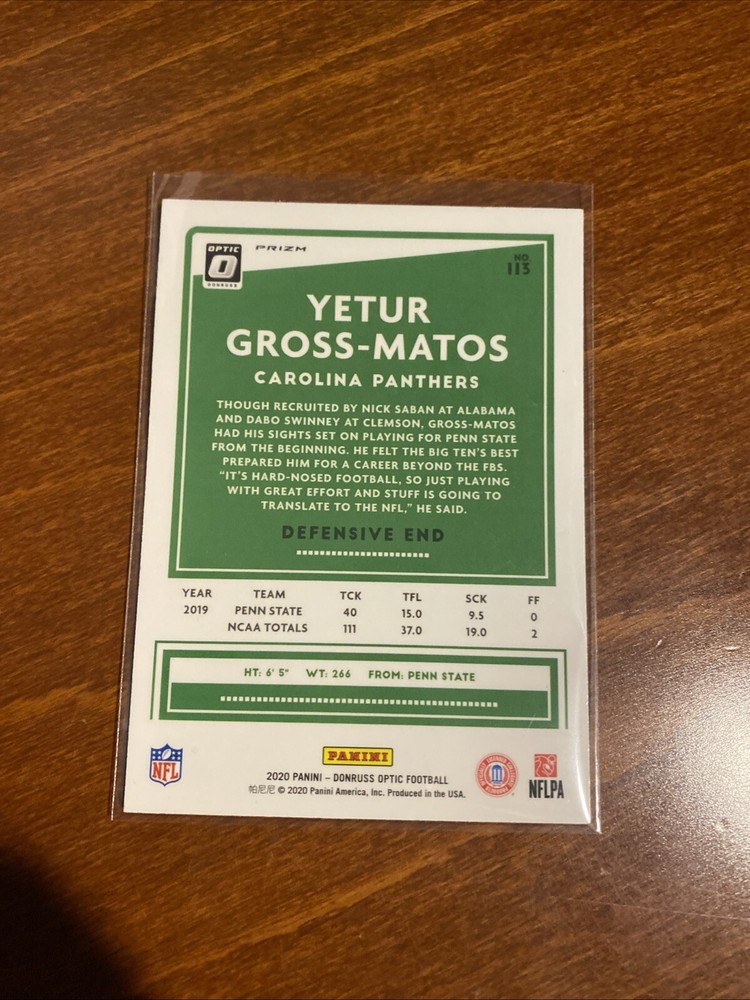 OPTIC
O
DONRUSS
PRIZM
NO.
113
YETUR
GROSS-MATOS
CAROLINA PANTHERS
THOUGH RECRUITED BY NICK SABAN AT ALABAMA
AND DABO SWINNEY AT CLEMSON, GROSS-MATOS
HAD HIS SIGHTS SET ON PLAYING FOR PENN STATE
FROM THE BEGINNING. HE FELT THE BIG TEN'S BEST
PREPARED HIM FOR A CAREER BEYOND THE FBS.
"IT'S HARD-NOSED FOOTBALL, SO JUST PLAYING
WITH GREAT EFFORT AND STUFF IS GOING TO
TRANSLATE TO THE NFL," HE SAID.
DEFENSIVE END
YEAR TEAM TCK TFL SCK FF
2019 PENN STATE 40 15.0 9.5 0
NCAA TOTALS 111 37.0 19.0 2
HT: 6' 5" WT: 266 FROM: PENN STATE
NFL
PANINI
2020 PANINI – DONRUSS OPTIC FOOTBALL
帕尼尼 © 2020 Panini America, Inc. Produced in the USA.
NFLPA